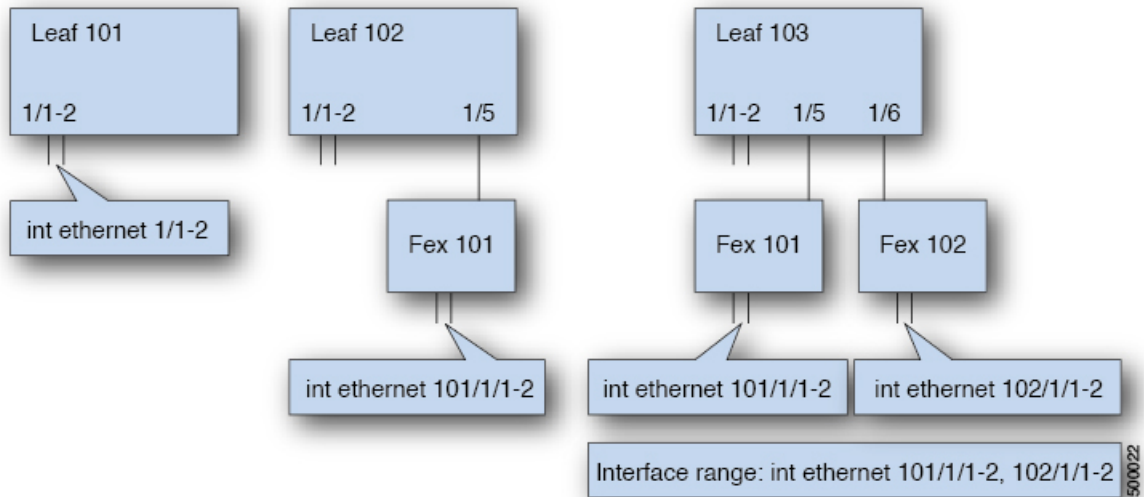 Leaf 101
1/1-2
int ethernet 1/1-2
Leaf 102
1/1-2 1/5
Fex 101
int ethernet 101/1/1-2
Leaf 103
1/1-2 1/5 1/6
Fex 101
Fex 102
int ethernet 101/1/1-2
int ethernet 102/1/1-2
Interface range: int ethernet 101/1/1-2, 102/1/1-2
500022